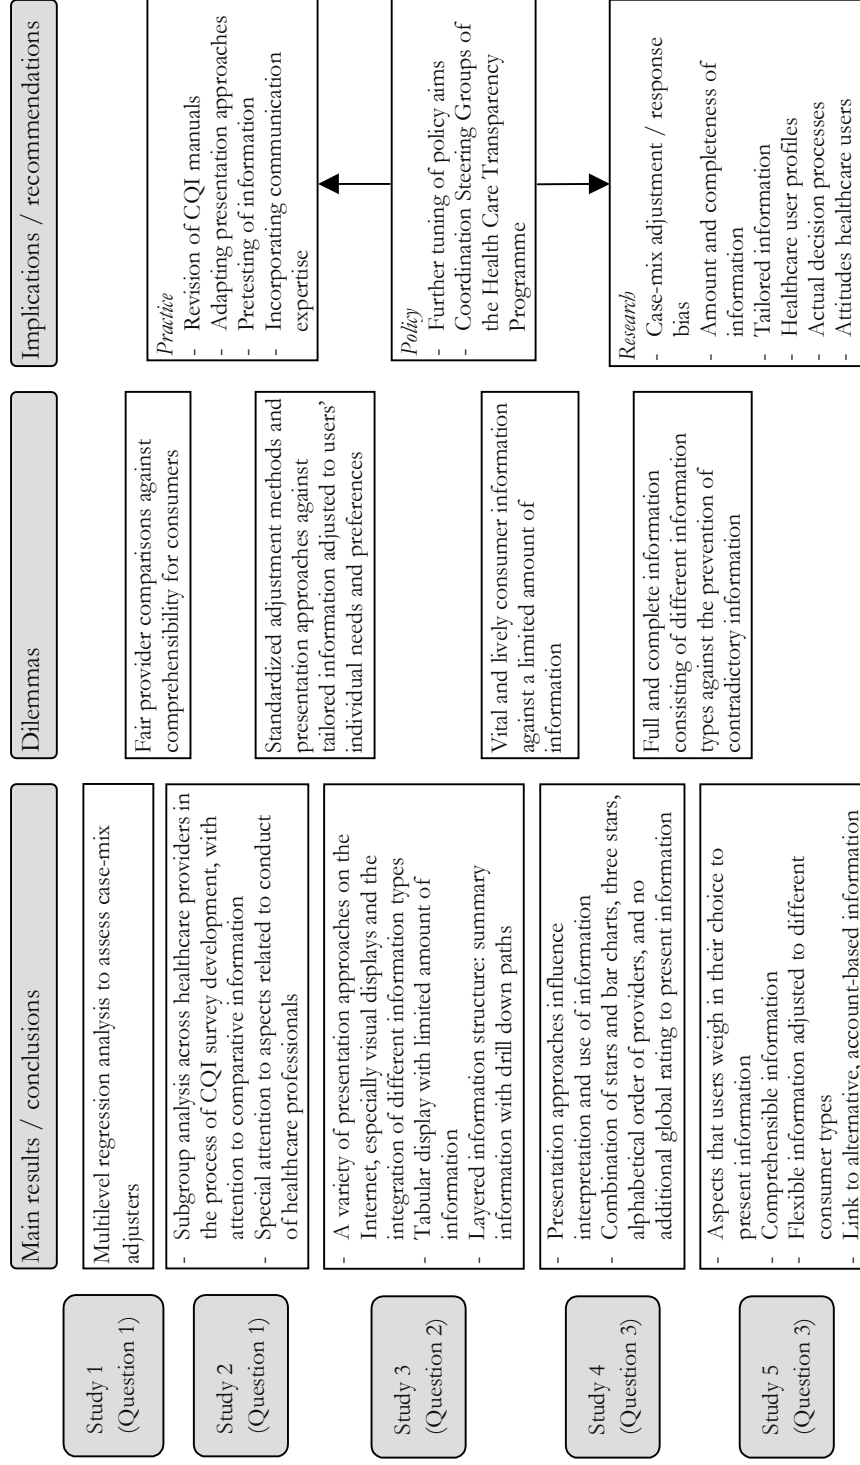 Main results / conclusions
Dilemmas
Implications / recommendations
Study 1
(Question 1)
Multilevel regression analysis to assess case-mix
adjusters
Study 2
(Question 1)
- Subgroup analysis across healthcare providers in
the process of CQI survey development, with
attention to comparative information
- Special attention to aspects related to conduct
of healthcare professionals
Study 3
(Question 2)
- A variety of presentation approaches on the
Internet, especially visual displays and the
integration of different information types
- Tabular display with limited amount of
information
- Layered information structure: summary
information with drill down paths
Study 4
(Question 3)
- Presentation approaches influence
interpretation and use of information
- Combination of stars and bar charts, three stars,
alphabetical order of providers, and no
additional global rating to present information
Study 5
(Question 3)
- Aspects that users weigh in their choice to
present information
- Comprehensible information
- Flexible information adjusted to different
consumer types
- Link to alternative, account-based information
Fair provider comparisons against
comprehensibility for consumers
Standardized adjustment methods and
presentation approaches against
tailored information adjusted to users'
individual needs and preferences
Vital and lively consumer information
against a limited amount of
information
Full and complete information
consisting of different information
types against the prevention of
contradictory information
Practice
- Revision of CQI manuals
- Adapting presentation approaches
- Pretesting of information
- Incorporating communication
expertise
Policy
- Further tuning of policy aims
- Coordination Steering Groups of
the Health Care Transparency
Programme
Research
- Case-mix adjustment / response
bias
- Amount and completeness of
information
- Tailored information
- Healthcare user profiles
- Actual decision processes
- Attitudes healthcare users